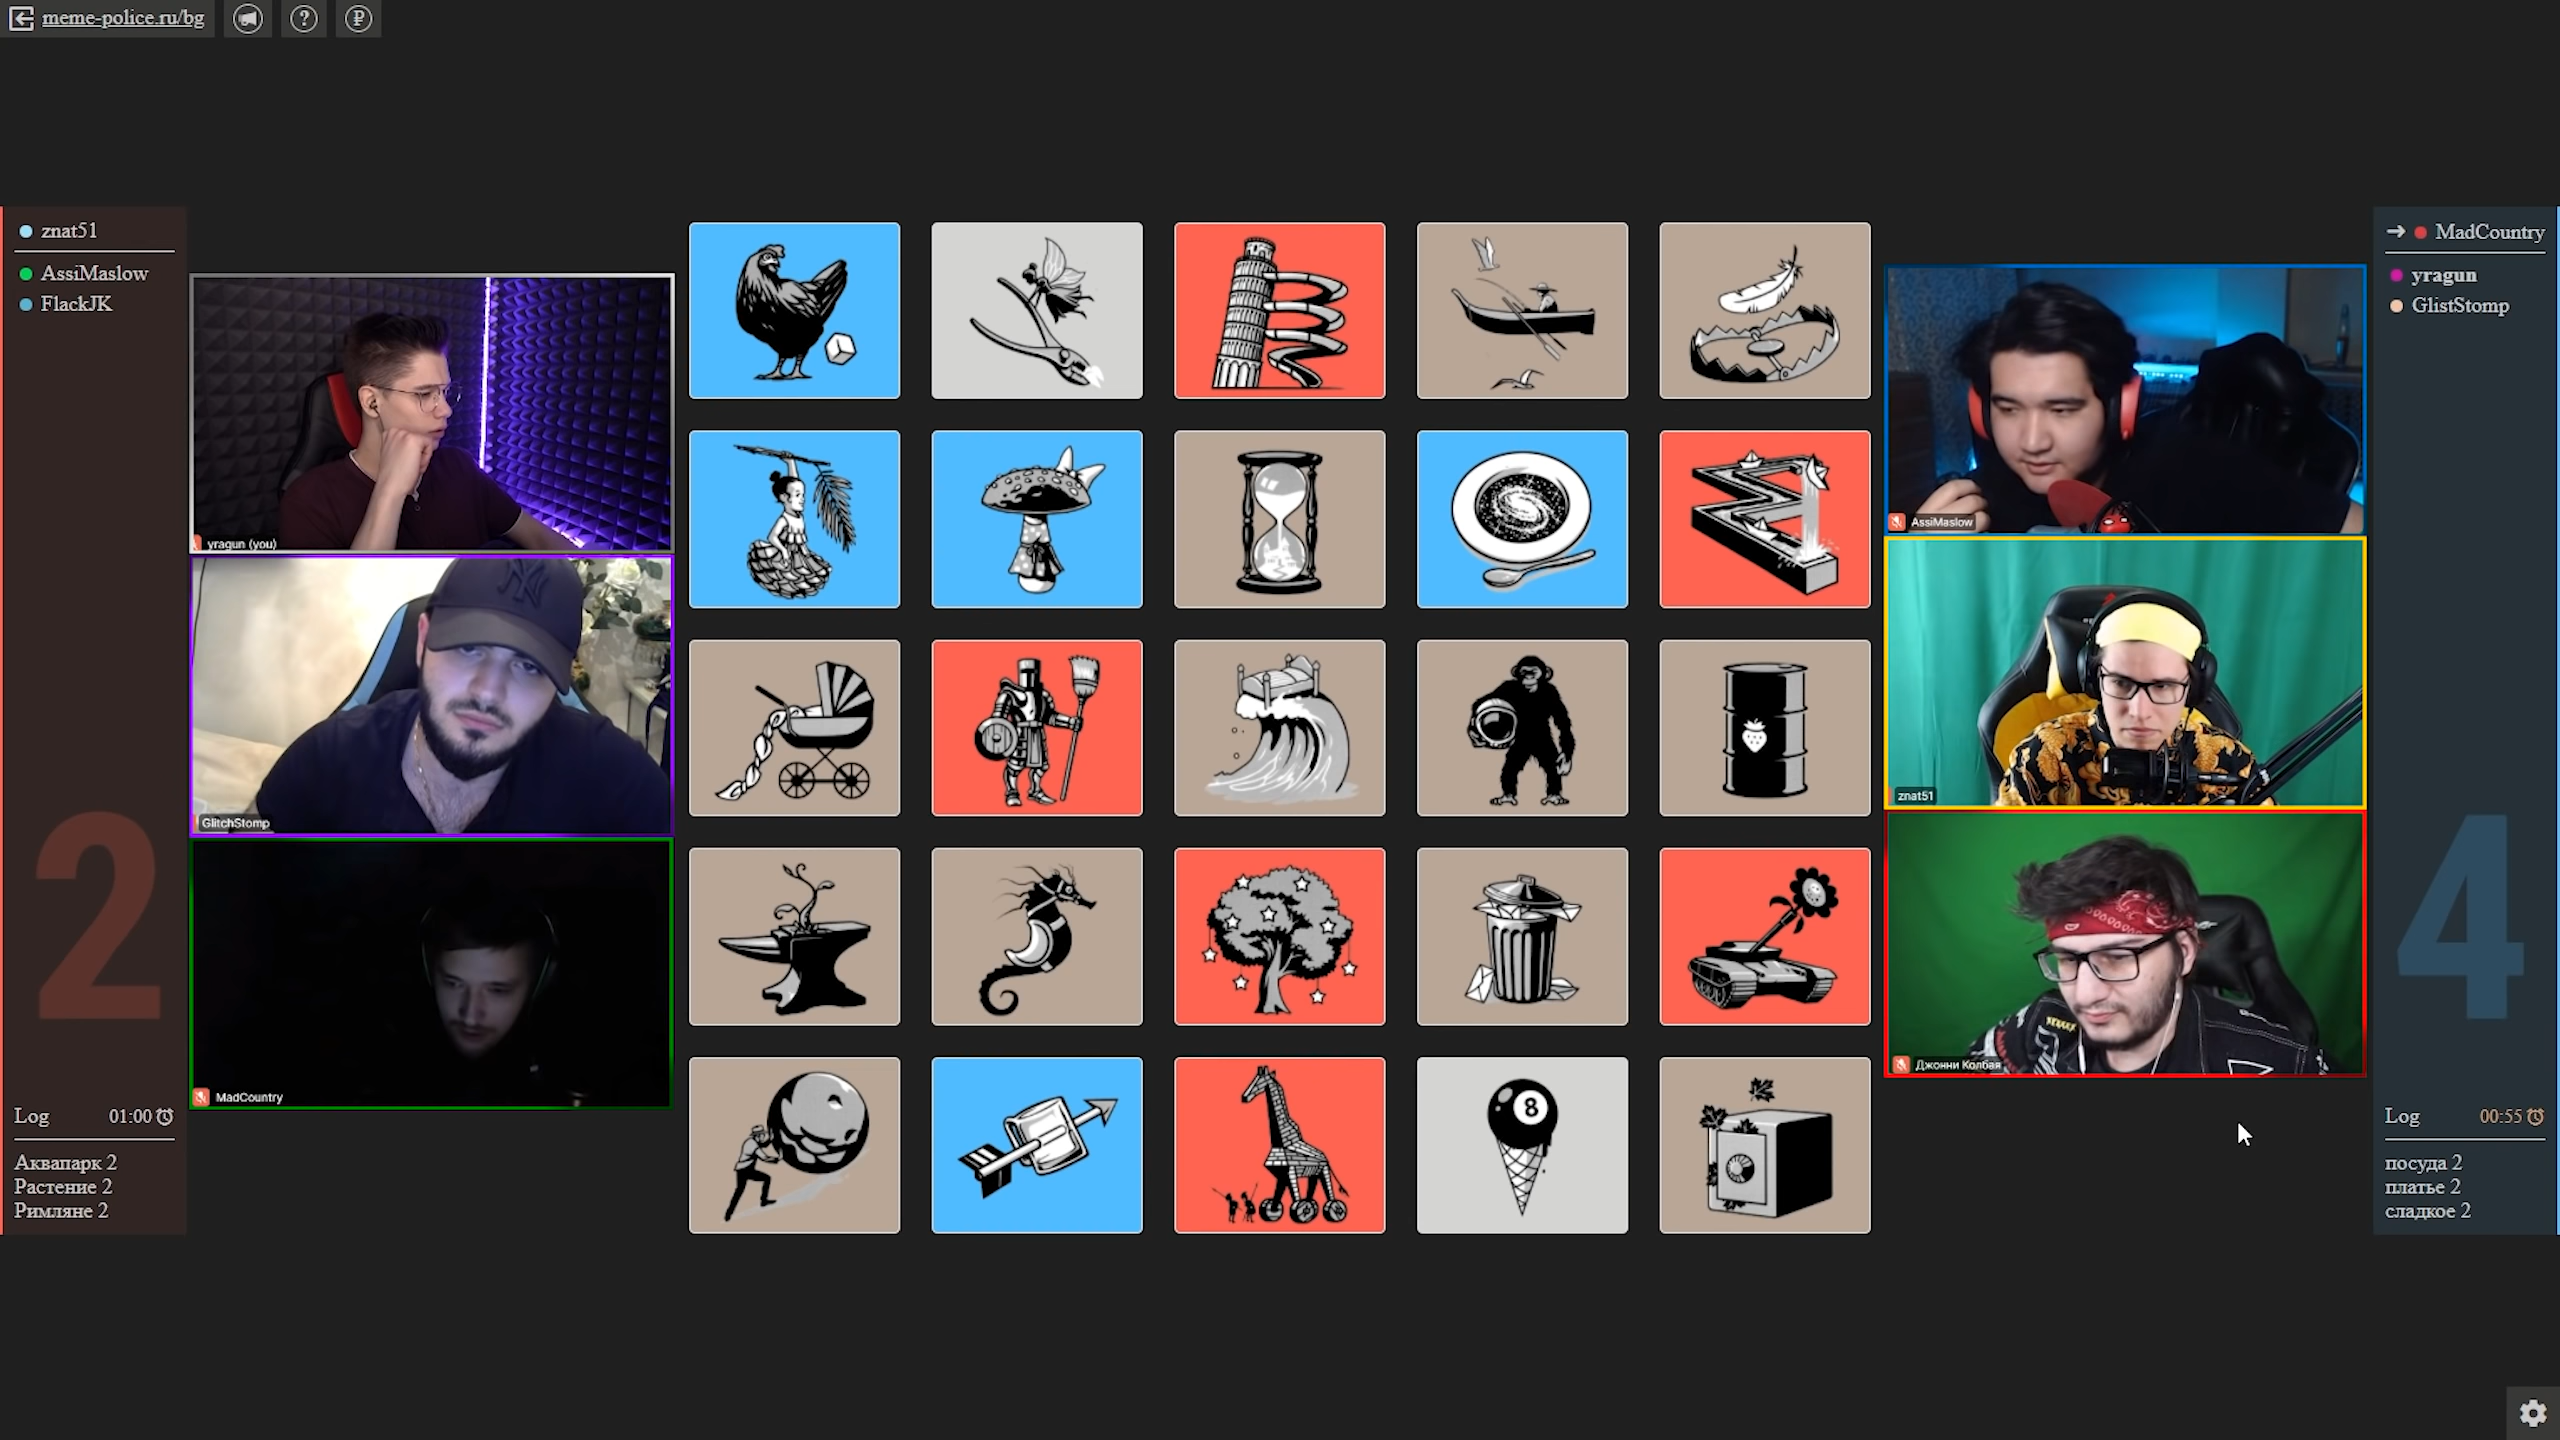 meme-police.ru/bg
?
₽
znat51
AssiMaslow
FlackJK
2
Log 01:00
Аквапарк 2
Растение 2
Римляне 2
yragun (you)
NY
GlitchStomp
MadCountry
8
AssiMaslow
znat51
Джонни Колбая
MadCountry
yragun
GlistStomp
4
Log 00:55
посуда 2
платье 2
сладкое 2